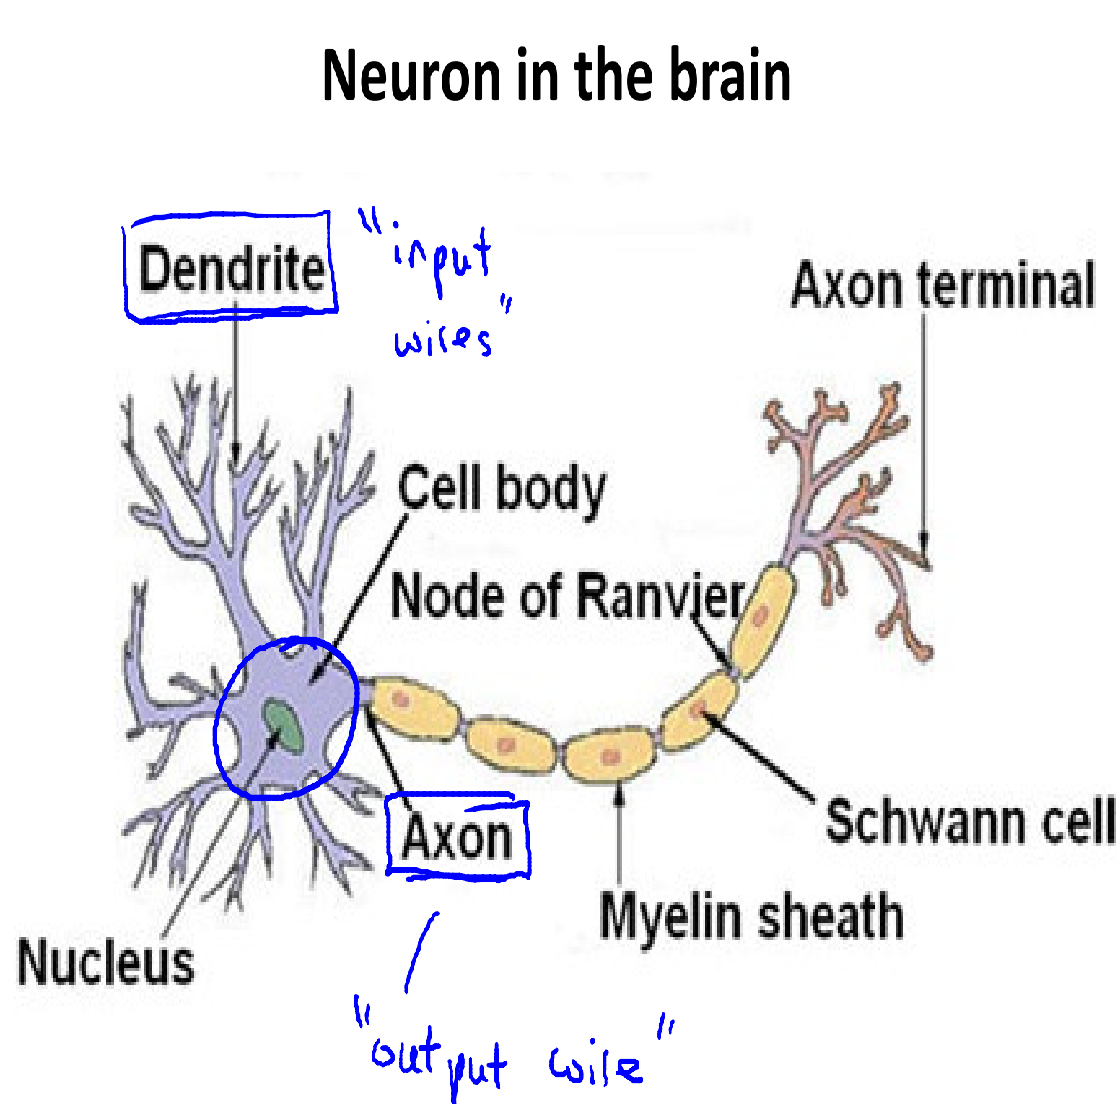 Neuron in the brain
Dendrite
"input
wires"
Axon terminal
Cell body
Node of Ranvier
Axon
Schwann cell
Myelin sheath
Nucleus
"output wire"